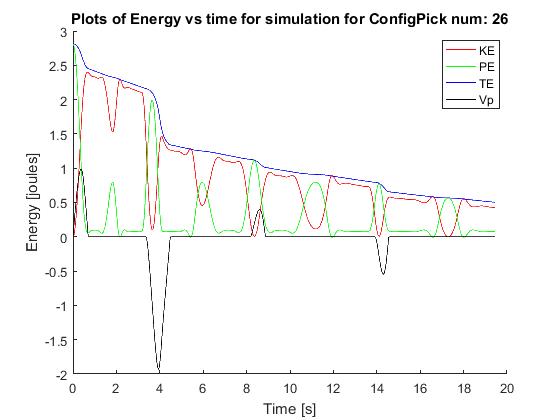 Plots of Energy vs time for simulation for ConfigPick num: 26
KE
PE
TE
Vp
Energy [joules]
3
2.5
2
1.5
1
0.5
0
-0.5
-1
-1.5
-2
0 2 4 6 8 10 12 14 16 18 20
Time [s]